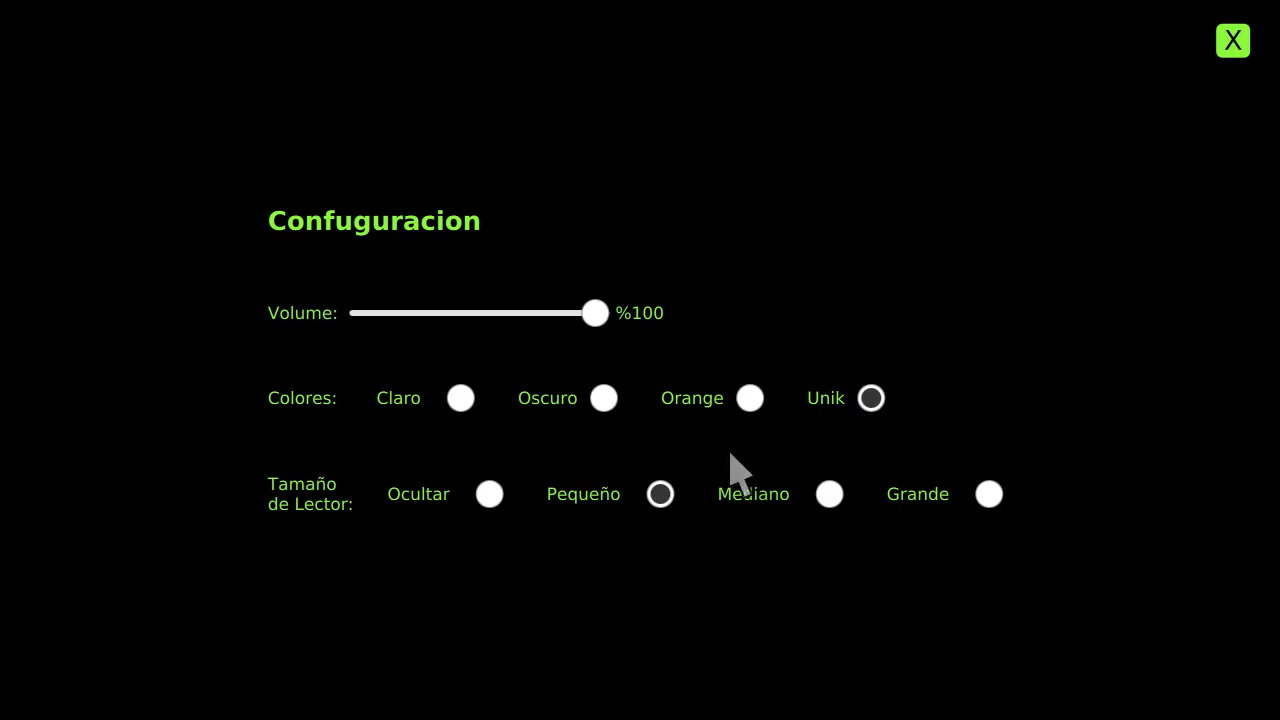 X
Confuguracion
Volume: %100
Colores: Claro Oscuro Orange Unik
Tamaño
de Lector: Ocultar Pequeño Mediano Grande